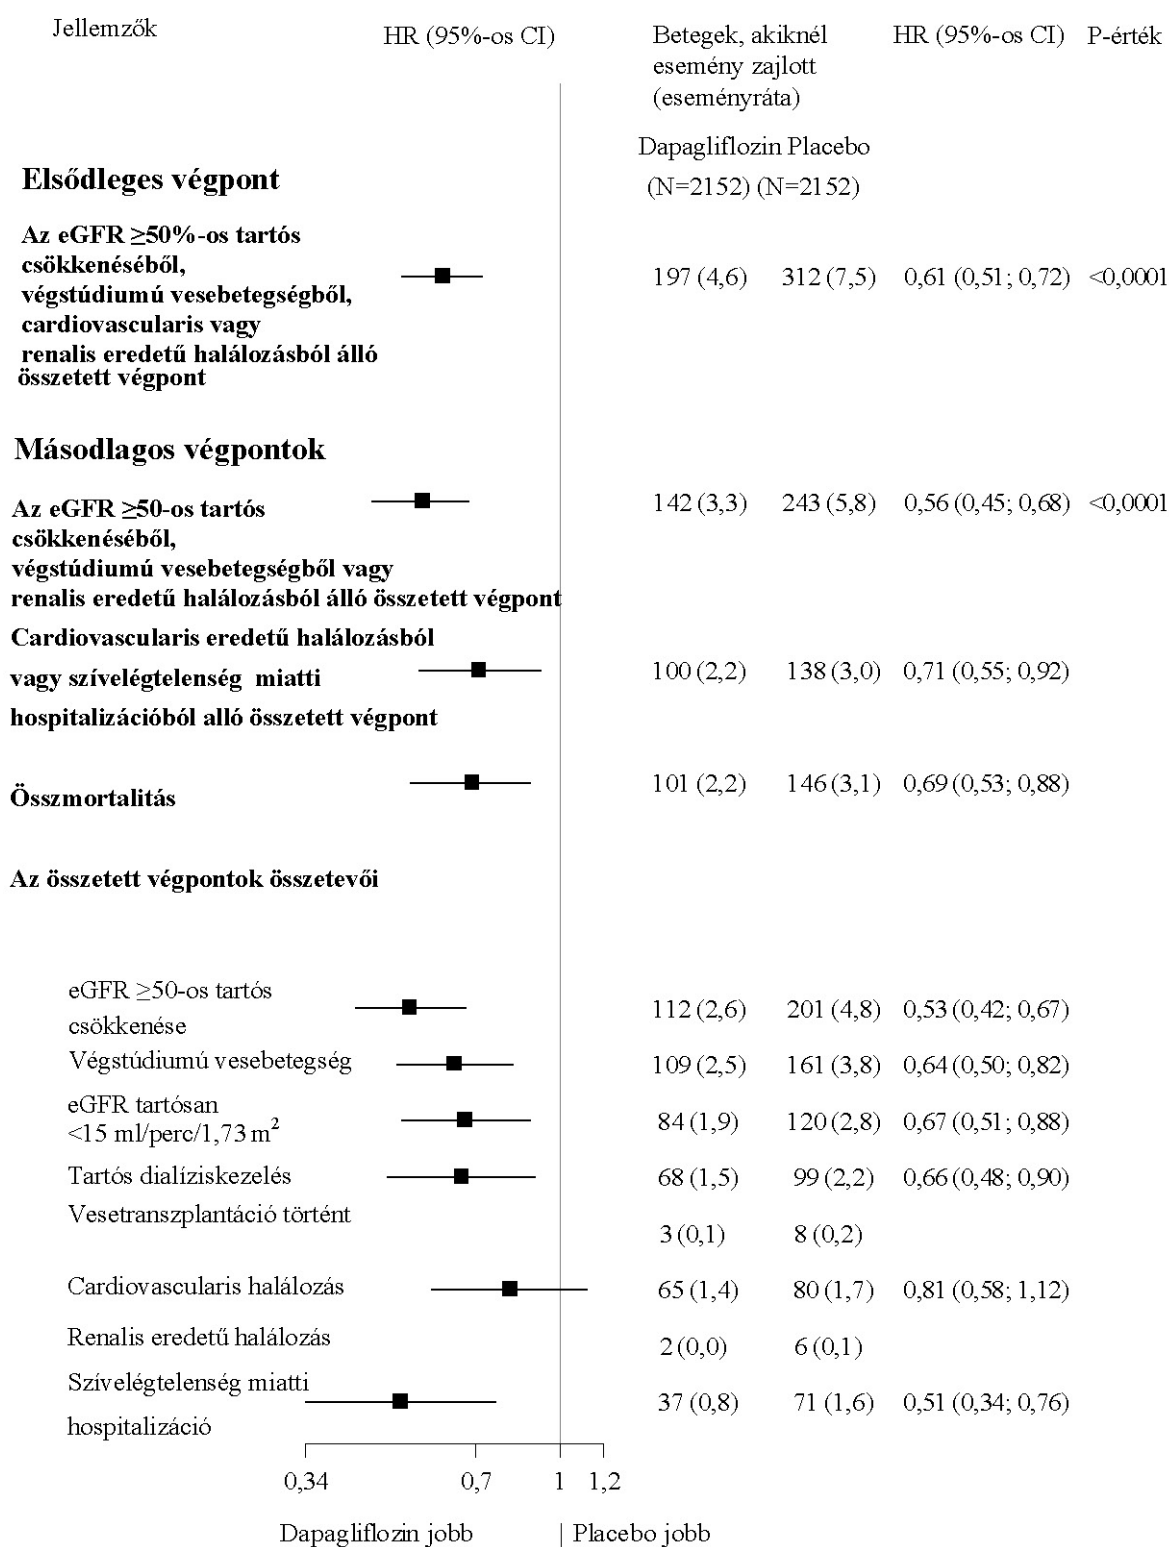 Jellemzők HR (95%-os CI) Betegek, akiknél HR (95%-os CI) P-érték
esemény zajlott
(eseményráta)
Dapagliflozin Placebo
Elsődleges végpont
(N=2152) (N=2152)
Az eGFR ≥50%-os tartós
csökkenéséből,
197 (4,6) 312 (7,5) 0,61 (0,51; 0,72) <0,0001
végstúdiumú vesebetegségből,
cardiovascularis vagy
renalis eredetű halálozásból álló
összetett végpont
Másodlagos végpontok
Az eGFR ≥50-os tartós 142 (3,3) 243 (5,8) 0,56 (0,45; 0,68) <0,0001
csökkenéséből,
végstúdiumú vesebetegségből vagy
renalis eredetű halálozásból álló összetett végpont
Cardiovascularis eredetű halálozásból
vagy szívelégtelenség miatti 100 (2,2) 138 (3,0) 0,71 (0,55; 0,92)
hospitalizációból alló összetett végpont
Összmortalitás 101 (2,2) 146 (3,1) 0,69 (0,53; 0,88)
Az összetett végpontok összetevői
eGFR ≥50-os tartós
csökkenése 112 (2,6) 201 (4,8) 0,53 (0,42; 0,67)
Végstúdiumú vesebetegség 109 (2,5) 161 (3,8) 0,64 (0,50; 0,82)
eGFR tartósan
<15 ml/perc/1,73 m² 84 (1,9) 120 (2,8) 0,67 (0,51; 0,88)
Tartós dialíziskezelés 68 (1,5) 99 (2,2) 0,66 (0,48; 0,90)
Vesetranszplantáció történt
3 (0,1) 8 (0,2)
Cardiovascularis halálozás 65 (1,4) 80 (1,7) 0,81 (0,58; 1,12)
Renalis eredetű halálozás 2 (0,0) 6 (0,1)
Szívelégtelenség miatti
37 (0,8) 71 (1,6) 0,51 (0,34; 0,76)
hospitalizáció
0,34 0,7 1 1,2
Dapagliflozin jobb | Placebo jobb